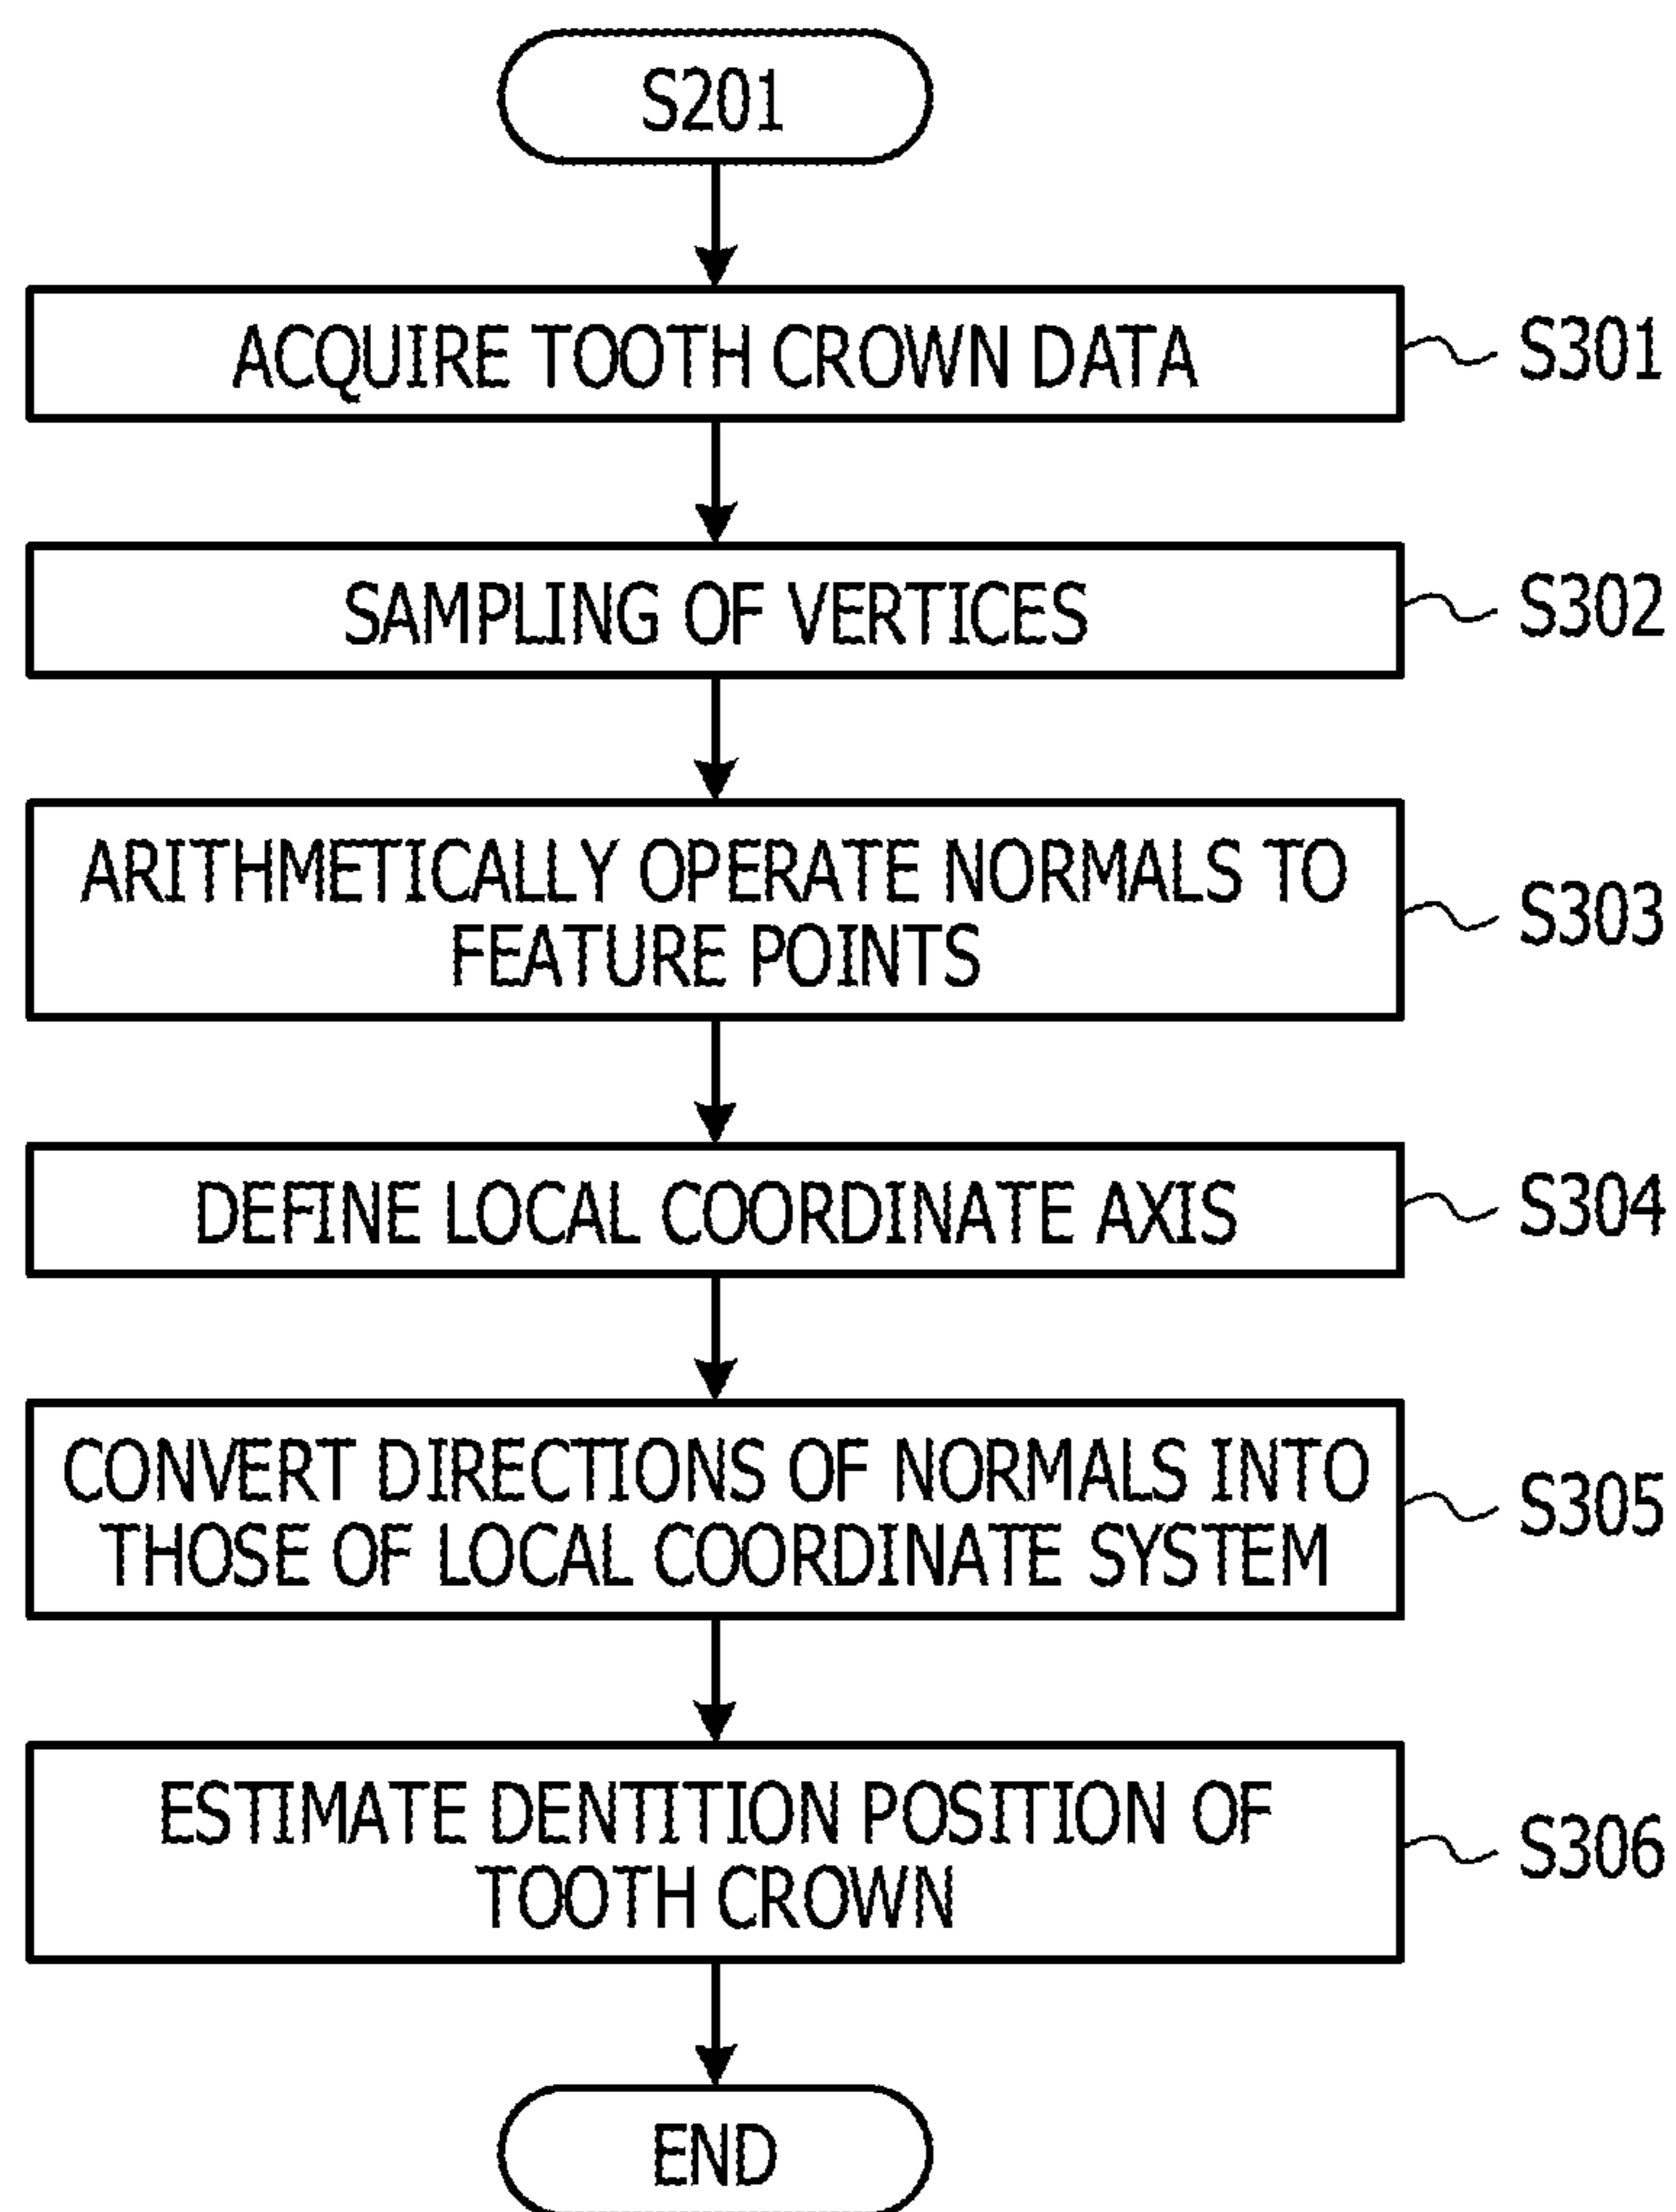 S201
ACQUIRE TOOTH CROWN DATA
S301
SAMPLING OF VERTICES
S302
ARITHMETICALLY OPERATE NORMALS TO
FEATURE POINTS
S303
DEFINE LOCAL COORDINATE AXIS
S304
CONVERT DIRECTIONS OF NORMALS INTO
THOSE OF LOCAL COORDINATE SYSTEM
S305
ESTIMATE DENTITION POSITION OF
TOOTH CROWN
S306
END